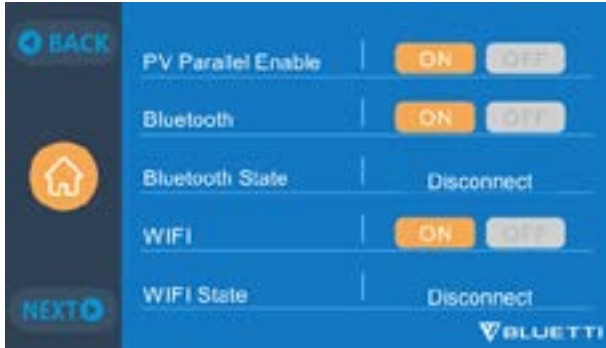 BACK
PV Parallel Enable ON OFF
Bluetooth ON OFF
Bluetooth State Disconnect
WIFI ON OFF
WIFI State Disconnect
NEXT
BLUETTI